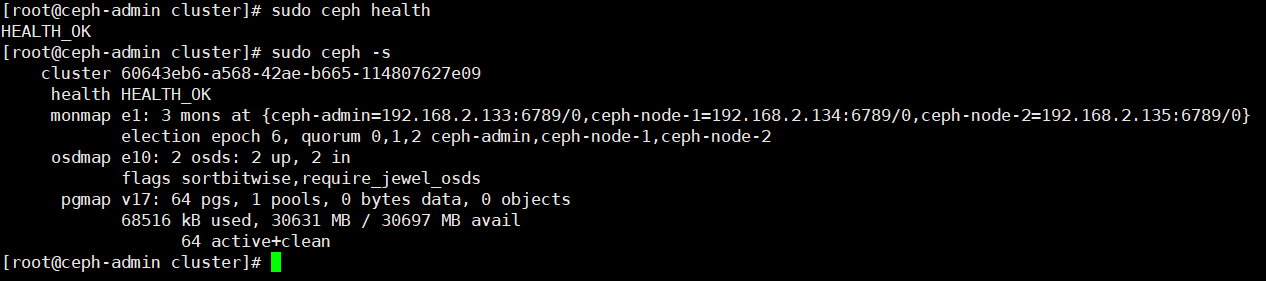 [root@ceph-admin cluster]# sudo ceph health
HEALTH_OK
[root@ceph-admin cluster]# sudo ceph -s
    cluster 60643eb6-a568-42ae-b665-114807627e09
     health HEALTH_OK
     monmap e1: 3 mons at {ceph-admin=192.168.2.133:6789/0,ceph-node-1=192.168.2.134:6789/0,ceph-node-2=192.168.2.135:6789/0}
            election epoch 6, quorum 0,1,2 ceph-admin,ceph-node-1,ceph-node-2
     osdmap e10: 2 osds: 2 up, 2 in
            flags sortbitwise,require_jewel_osds
      pgmap v17: 64 pgs, 1 pools, 0 bytes data, 0 objects
            68516 kB used, 30631 MB / 30697 MB avail
                  64 active+clean
[root@ceph-admin cluster]#